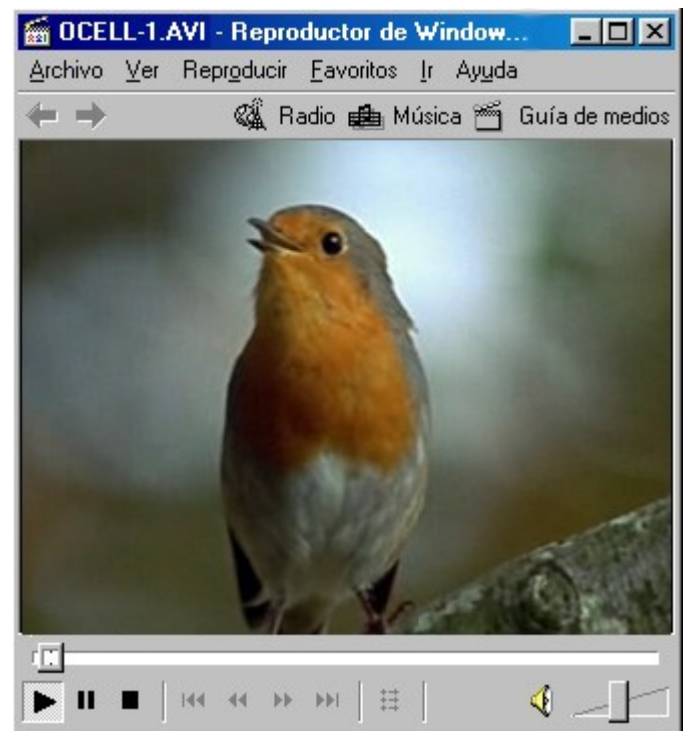 OCELL-1.AVI - Reproductor de Window...
Archivo Ver Reproducir Favoritos Ir Ayuda
Radio Música Guía de medios